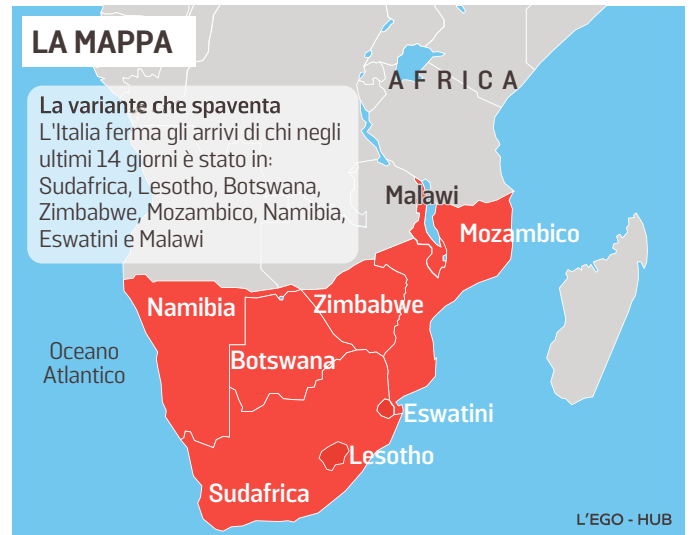 LA MAPPA
AFRICA
La variante che spaventa
L'Italia ferma gli arrivi di chi negli
ultimi 14 giorni è stato in:
Sudafrica, Lesotho, Botswana,
Zimbabwe, Mozambico, Namibia,
Eswatini e Malawi
Malawi
Mozambico
Namibia
Zimbabwe
Oceano
Atlantico
Botswana
Eswatini
Lesotho
Sudafrica
L'EGO - HUB